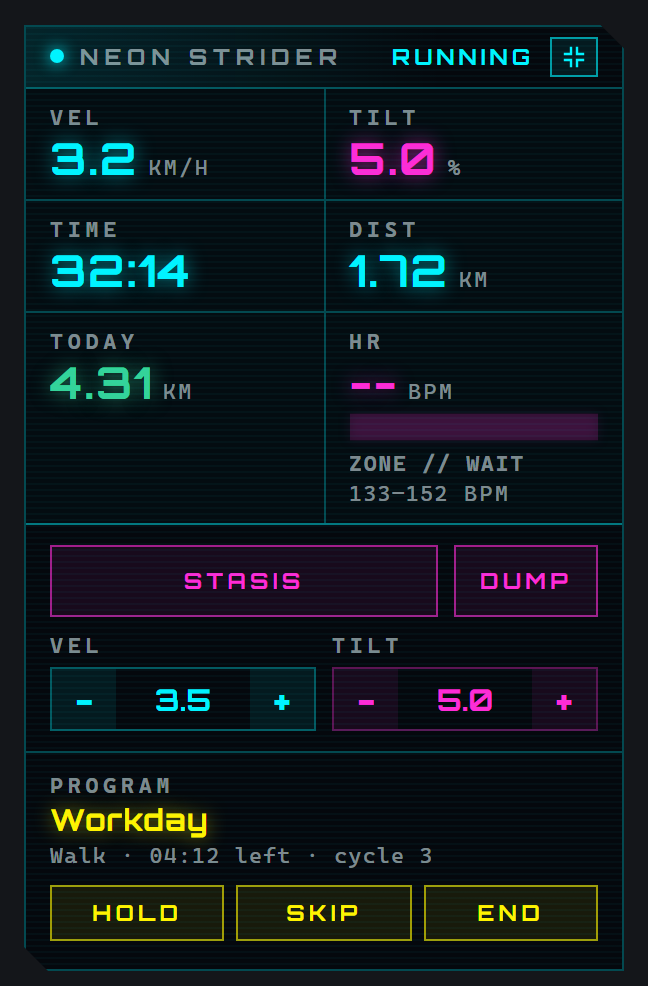 NEON STRIDER RUNNING
VEL
3.2 KM/H
TILT
5.0 %
TIME
32:14
DIST
1.72 KM
TODAY
4.31 KM
HR
-- BPM
ZONE // WAIT
133–152 BPM
STASIS
DUMP
VEL
- 3.5 +
TILT
- 5.0 +
PROGRAM
Workday
Walk · 04:12 left · cycle 3
HOLD SKIP END